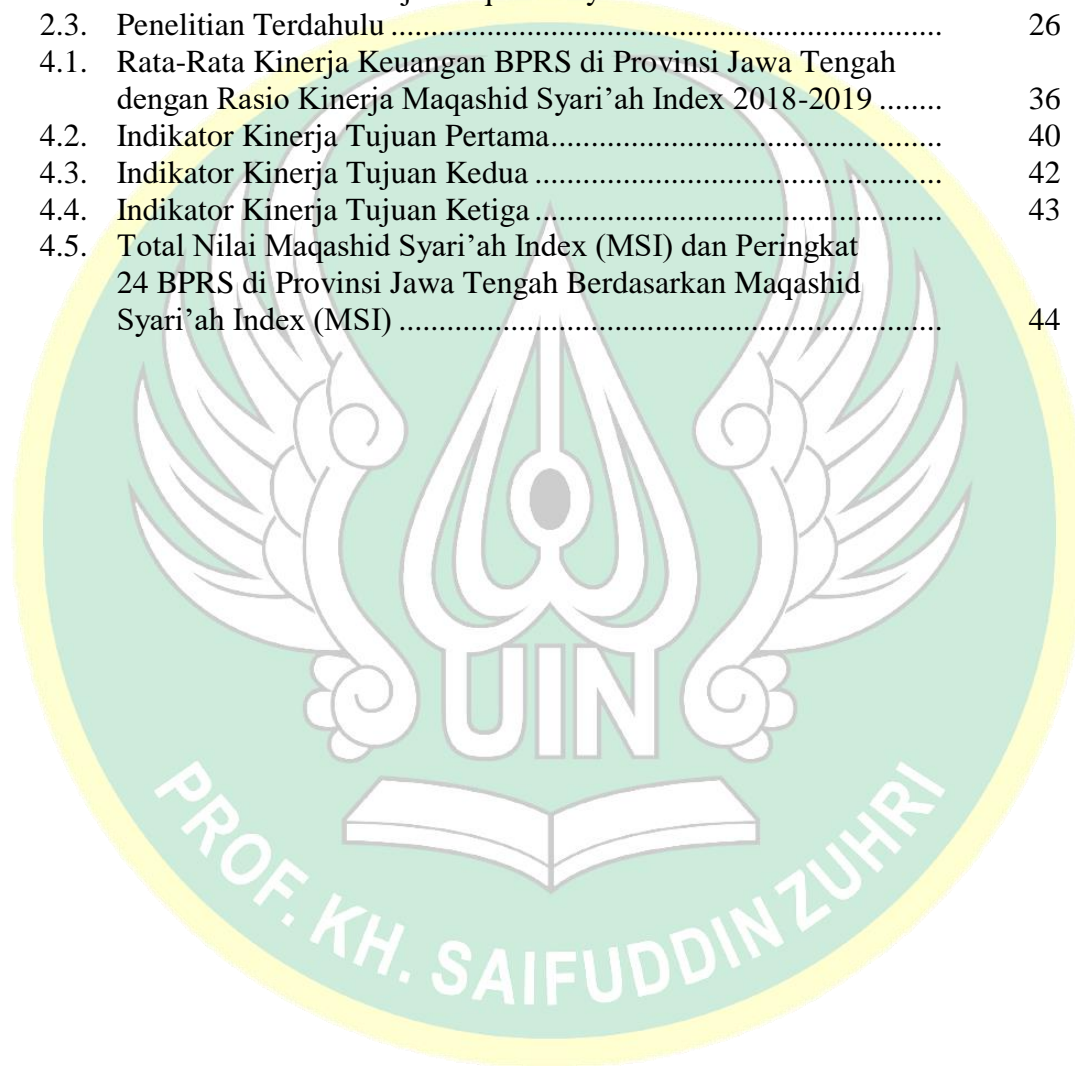 2.3. Penelitian Terdahulu ...................................................................... 26
4.1. Rata-Rata Kinerja Keuangan BPRS di Provinsi Jawa Tengah
dengan Rasio Kinerja Maqashid Syari’ah Index 2018-2019 ........ 36
4.2. Indikator Kinerja Tujuan Pertama.................................................. 40
4.3. Indikator Kinerja Tujuan Kedua .................................................... 42
4.4. Indikator Kinerja Tujuan Ketiga ................................................... 43
4.5. Total Nilai Maqashid Syari’ah Index (MSI) dan Peringkat
24 BPRS di Provinsi Jawa Tengah Berdasarkan Maqashid
Syari’ah Index (MSI) ..................................................................... 44
UIN
PROF. KH. SAIFUDDIN ZUHRI